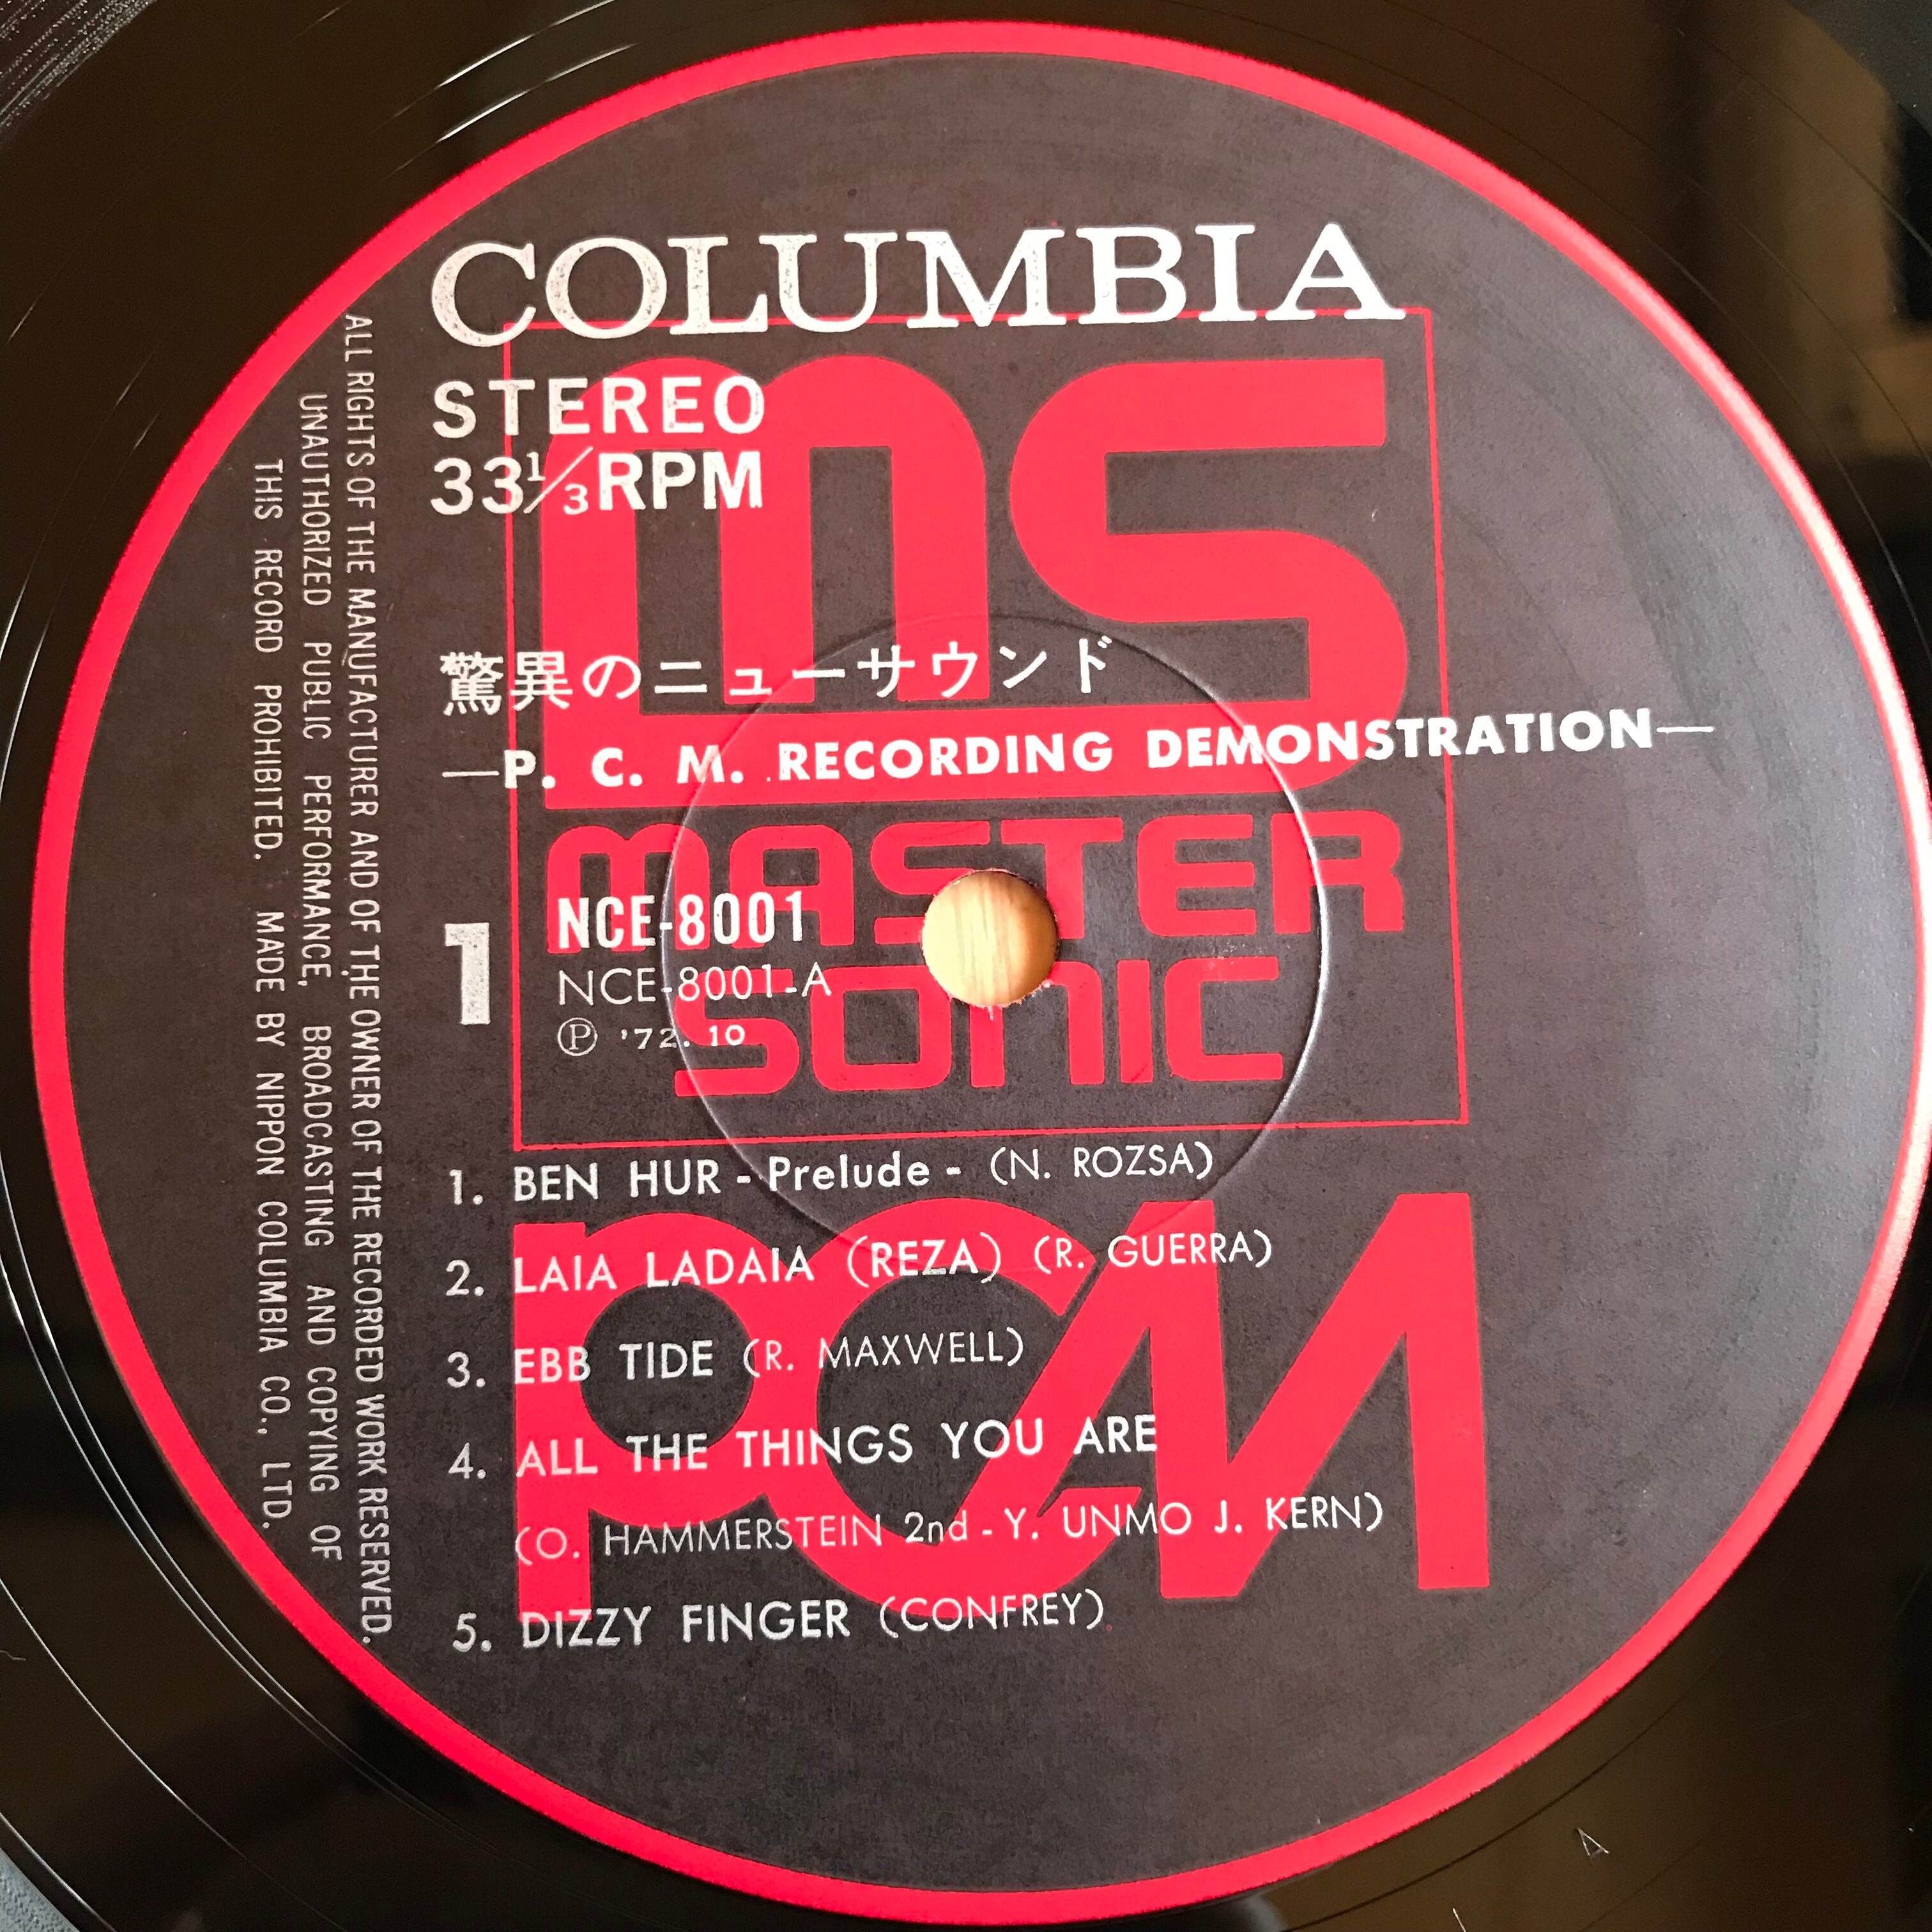 COLUMBIA
STEREO
33⅓RPM
ms
驚異のニューサウンド
—P. C. M. RECORDING DEMONSTRATION—
MASTER
SONIC
1
NCE-8001
NCE-8001-A
Ⓟ '72. 10
1. BEN HUR - Prelude - (N. ROZSA)
2. LAIA LADAIA (REZA) (R. GUERRA)
3. EBB TIDE (R. MAXWELL)
4. ALL THE THINGS YOU ARE
(O. HAMMERSTEIN 2nd - Y. UNMO J. KERN)
5. DIZZY FINGER (CONFREY)
PCM
ALL RIGHTS OF THE MANUFACTURER AND OF THE OWNER OF THE RECORDED WORK RESERVED.
UNAUTHORIZED PUBLIC PERFORMANCE, BROADCASTING AND COPYING OF
THIS RECORD PROHIBITED. MADE BY NIPPON COLUMBIA CO., LTD.
A